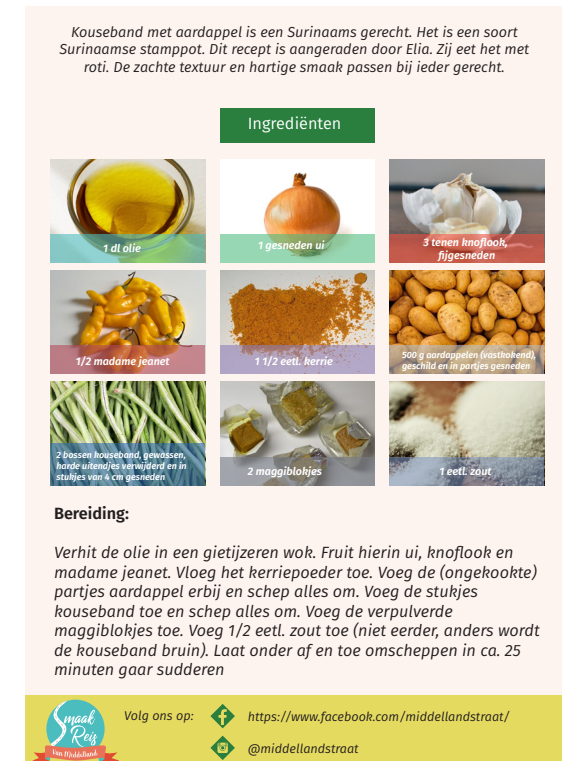 Kouseband met aardappel is een Surinaams gerecht. Het is een soort
Surinaamse stamppot. Dit recept is aangeraden door Elia. Zij eet het met
roti. De zachte textuur en hartige smaak passen bij ieder gerecht.
Ingrediënten
1 dl olie
1 gesneden ui
3 tenen knoflook,
fijgesneden
1/2 madame jeanet
1 1/2 eetl. kerrie
500 g aardappelen (vastkokend),
geschild en in partjes gesneden
2 bossen kouseband, gewassen,
harde uitendjes verwijderd en in
stukjes van 4 cm gesneden
2 maggiblokjes
1 eetl. zout
Bereiding:
Verhit de olie in een gietijzeren wok. Fruit hierin ui, knoflook en
madame jeanet. Vloeg het kerriepoeder toe. Voeg de (ongekookte)
partjes aardappel erbij en schep alles om. Voeg de stukjes
kouseband toe en schep alles om. Voeg de verpulverde
maggiblokjes toe. Voeg 1/2 eetl. zout toe (niet eerder, anders wordt
de kouseband bruin). Laat onder af en toe omscheppen in ca. 25
minuten gaar sudderen
Smaak
Reis
Van Middelland
Volg ons op:
https://www.facebook.com/middellandstraat/
@middellandstraat